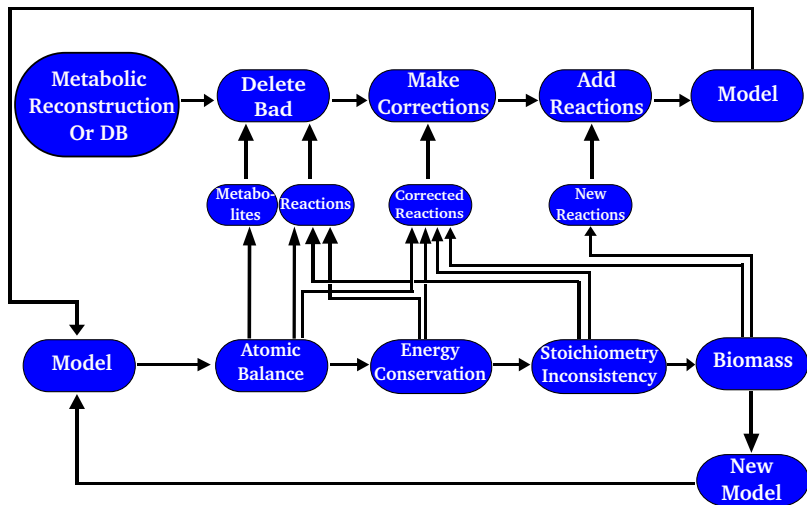 Metabolic
Reconstruction
Or DB
Delete
Bad
Make
Corrections
Add
Reactions
Model
Metabo-
lites
Reactions
Corrected
Reactions
New
Reactions
Model
Atomic
Balance
Energy
Conservation
Stoichiometry
Inconsistency
Biomass
New
Model